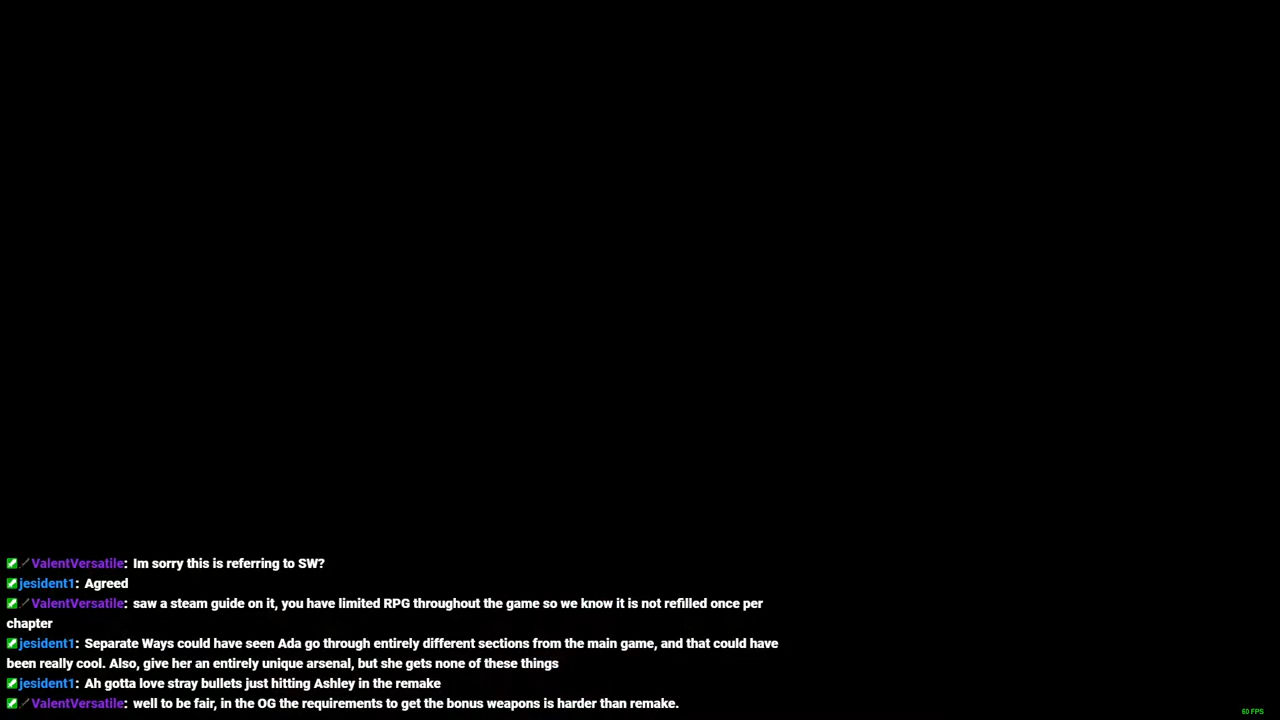 ValentVersatile: Im sorry this is referring to SW?
jesident1: Agreed
ValentVersatile: saw a steam guide on it, you have limited RPG throughout the game so we know it is not refilled once per
chapter
jesident1: Separate Ways could have seen Ada go through entirely different sections from the main game, and that could have
been really cool. Also, give her an entirely unique arsenal, but she gets none of these things
jesident1: Ah gotta love stray bullets just hitting Ashley in the remake
ValentVersatile: well to be fair, in the OG the requirements to get the bonus weapons is harder than remake.
60 FPS